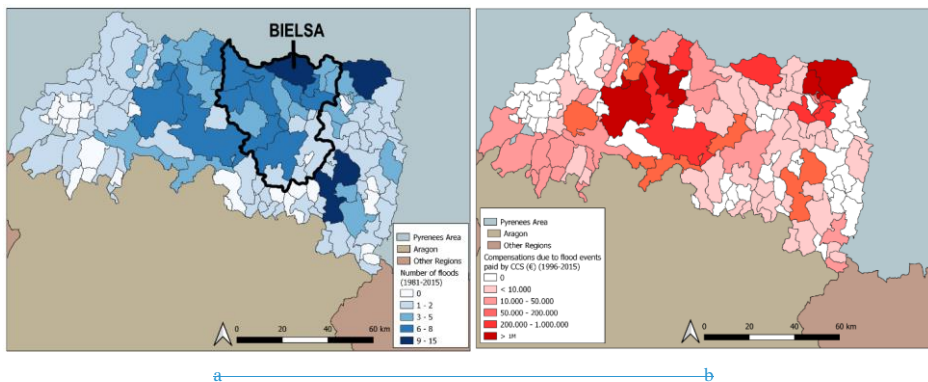 BIELSA
Pyrenees Area
Aragon
Other Regions
Number of floods
(1981-2015)
0
1 - 2
3 - 5
6 - 8
9 - 15
0 20 40 60 km
Pyrenees Area
Aragon
Other Regions
Compensations due to flood events
paid by CCS (€) (1996-2015)
0
< 10.000
10.000 - 50.000
50.000 - 200.000
200.000 - 1.000.000
> 1M
0 20 40 60 km
a b